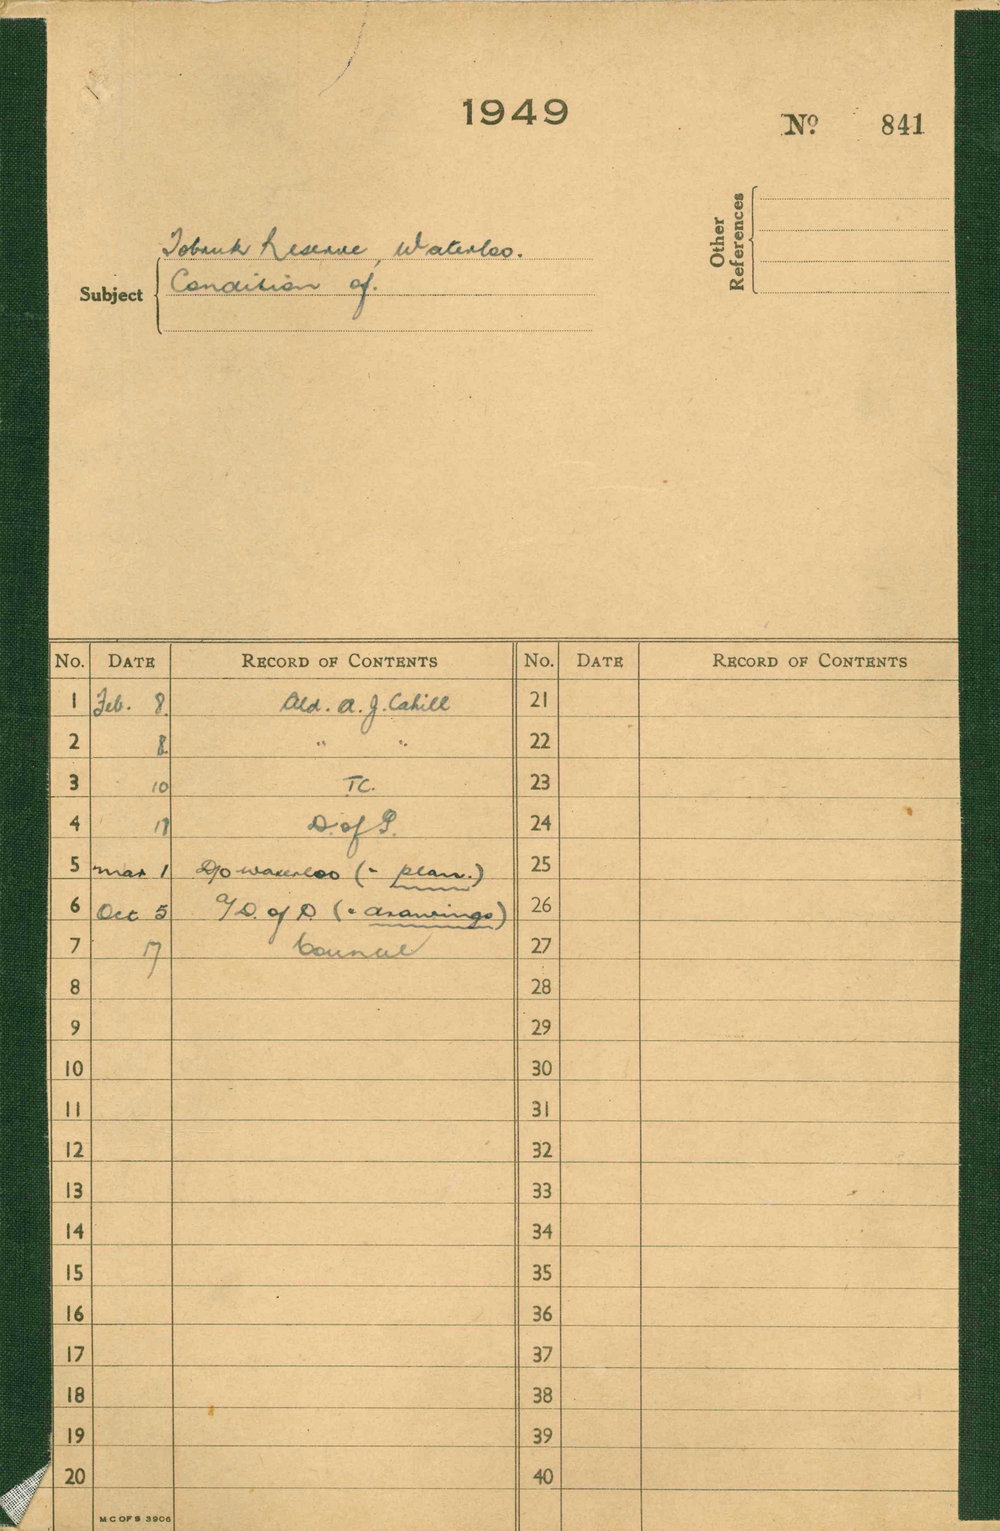 1949
No. 841
Other References
Tobruk Reserve, Waterloo.
Subject
Condition of.
No. DATE RECORD OF CONTENTS No. DATE RECORD OF CONTENTS
1 Feb. 8. Ald. A. J. Cahill 21
2 8. " " 22
3 10 TC. 23
4 D. of P. 24
5 Mar 1 D/o Waterloo (- plan.) 25
6 Oct 5 D. of (- drawings) 26
7 17 Council 27
8 28
9 29
10 30
11 31
12 32
13 33
14 34
15 35
16 36
17 37
18 38
19 39
20 40
M C OF S 3906